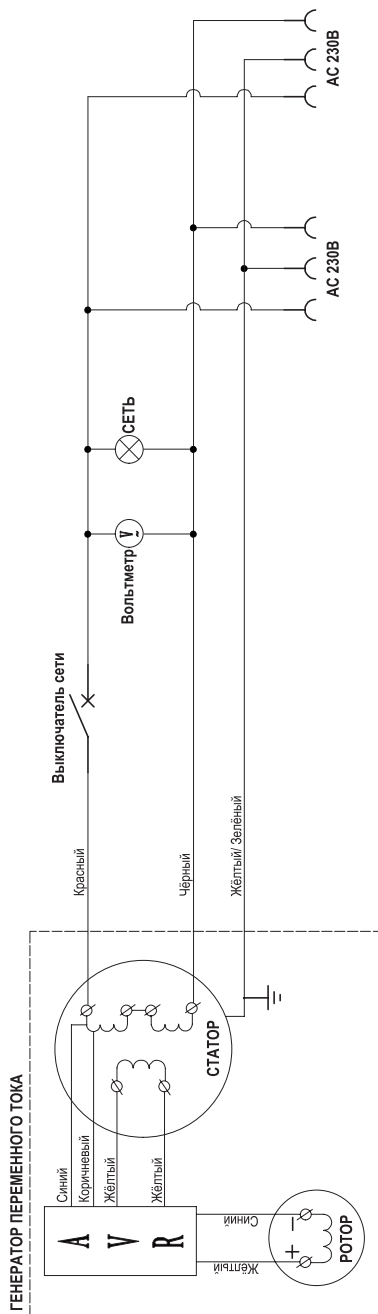 ГЕНЕРАТОР ПЕРЕМЕННОГО ТОКА
AVR
Синий
Коричневый
Жёлтый
Жёлтый
СТАТОР
Жёлтый
Синий
+
−
РОТОР
Красный
Чёрный
Жёлтый/ Зелёный
Выключатель сети
Вольтметр
V
~
СЕТЬ
AC 230В
AC 230В